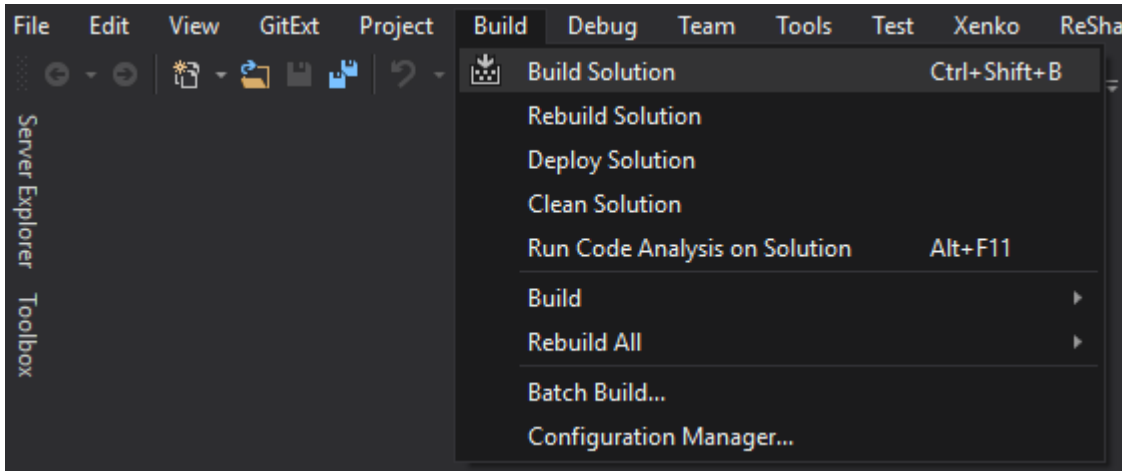 File Edit View GitExt Project Build Debug Team Tools Test Xenko ReSha
Build Solution Ctrl+Shift+B
Rebuild Solution
Deploy Solution
Clean Solution
Run Code Analysis on Solution Alt+F11
Build
Rebuild All
Batch Build...
Configuration Manager...
Server Explorer
Toolbox